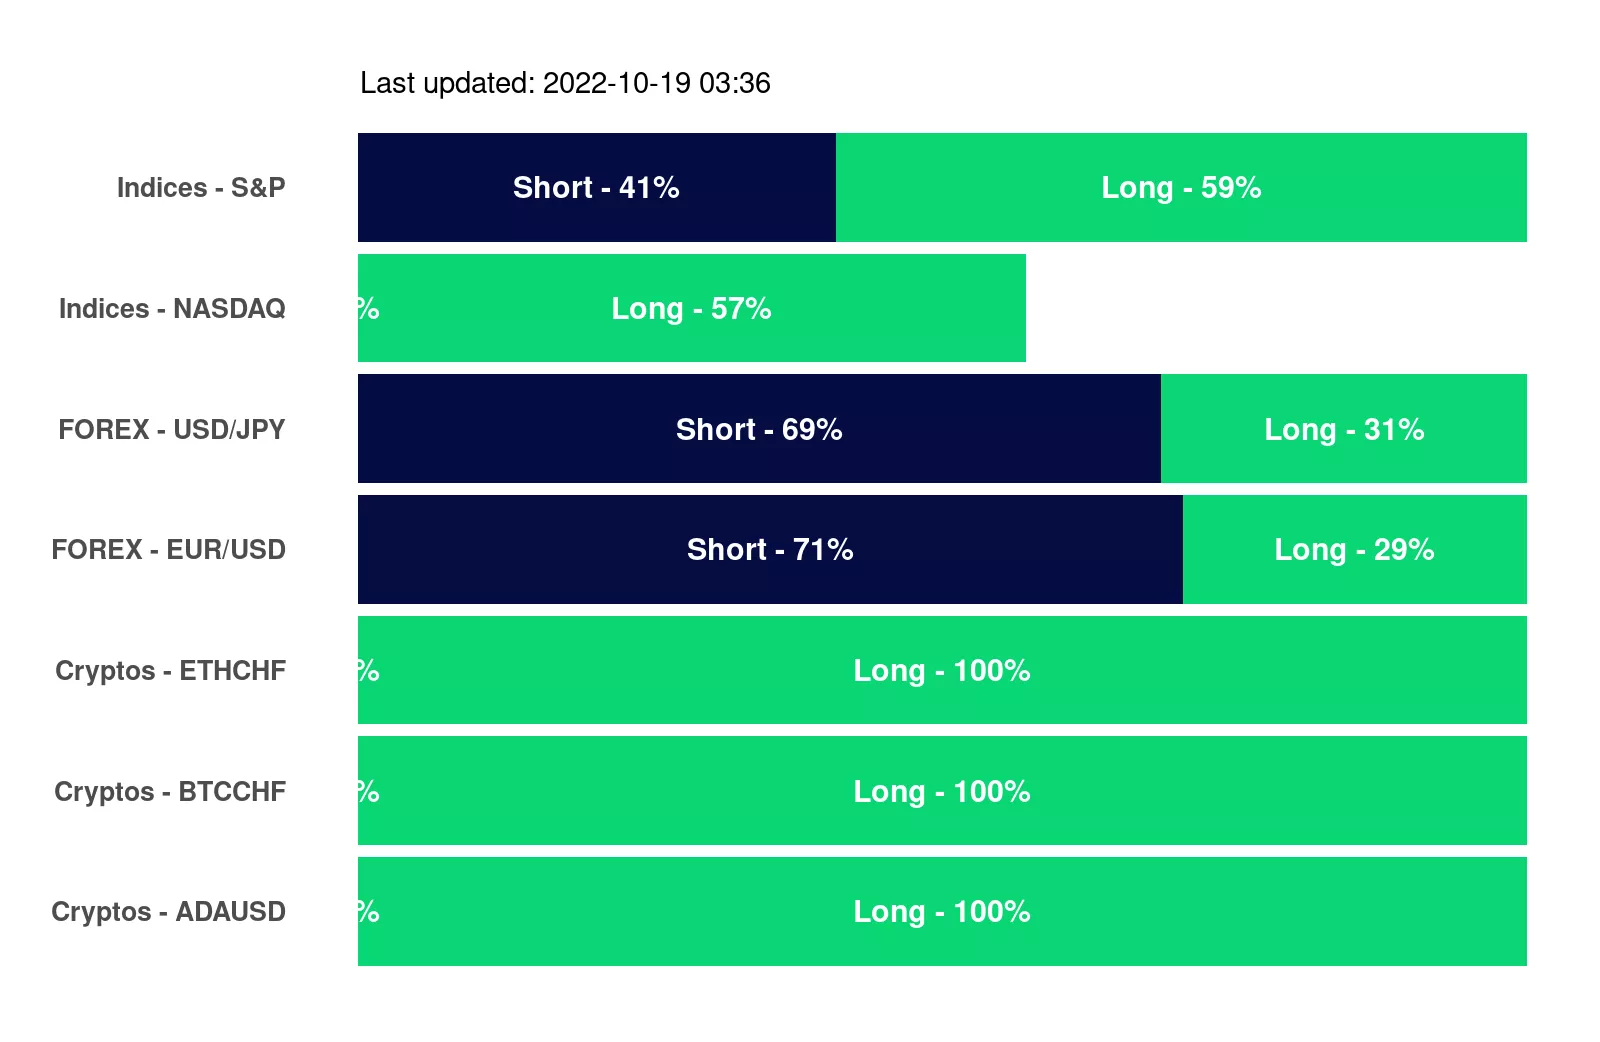 Last updated: 2022-10-19 03:36
Indices - S&P Short - 41% Long - 59%
Indices - NASDAQ % Long - 57%
FOREX - USD/JPY Short - 69% Long - 31%
FOREX - EUR/USD Short - 71% Long - 29%
Cryptos - ETHCHF % Long - 100%
Cryptos - BTCCHF % Long - 100%
Cryptos - ADAUSD % Long - 100%